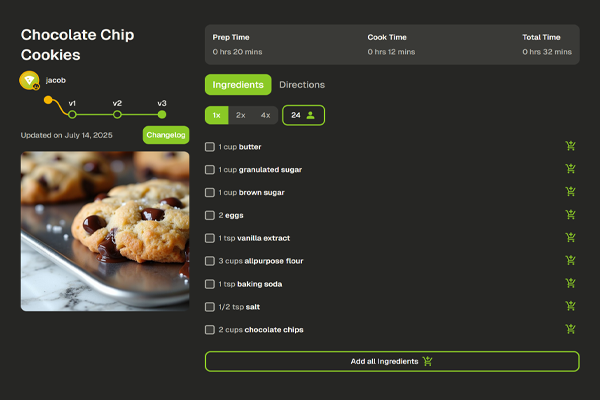 Chocolate Chip
Cookies
jacob
v1 v2 v3
Updated on July 14, 2025
Changelog
Prep Time Cook Time Total Time
0 hrs 20 mins 0 hrs 12 mins 0 hrs 32 mins
Ingredients Directions
1x 2x 4x 24
1 cup butter
1 cup granulated sugar
1 cup brown sugar
2 eggs
1 tsp vanilla extract
3 cups allpurpose flour
1 tsp baking soda
1/2 tsp salt
2 cups chocolate chips
Add all Ingredients